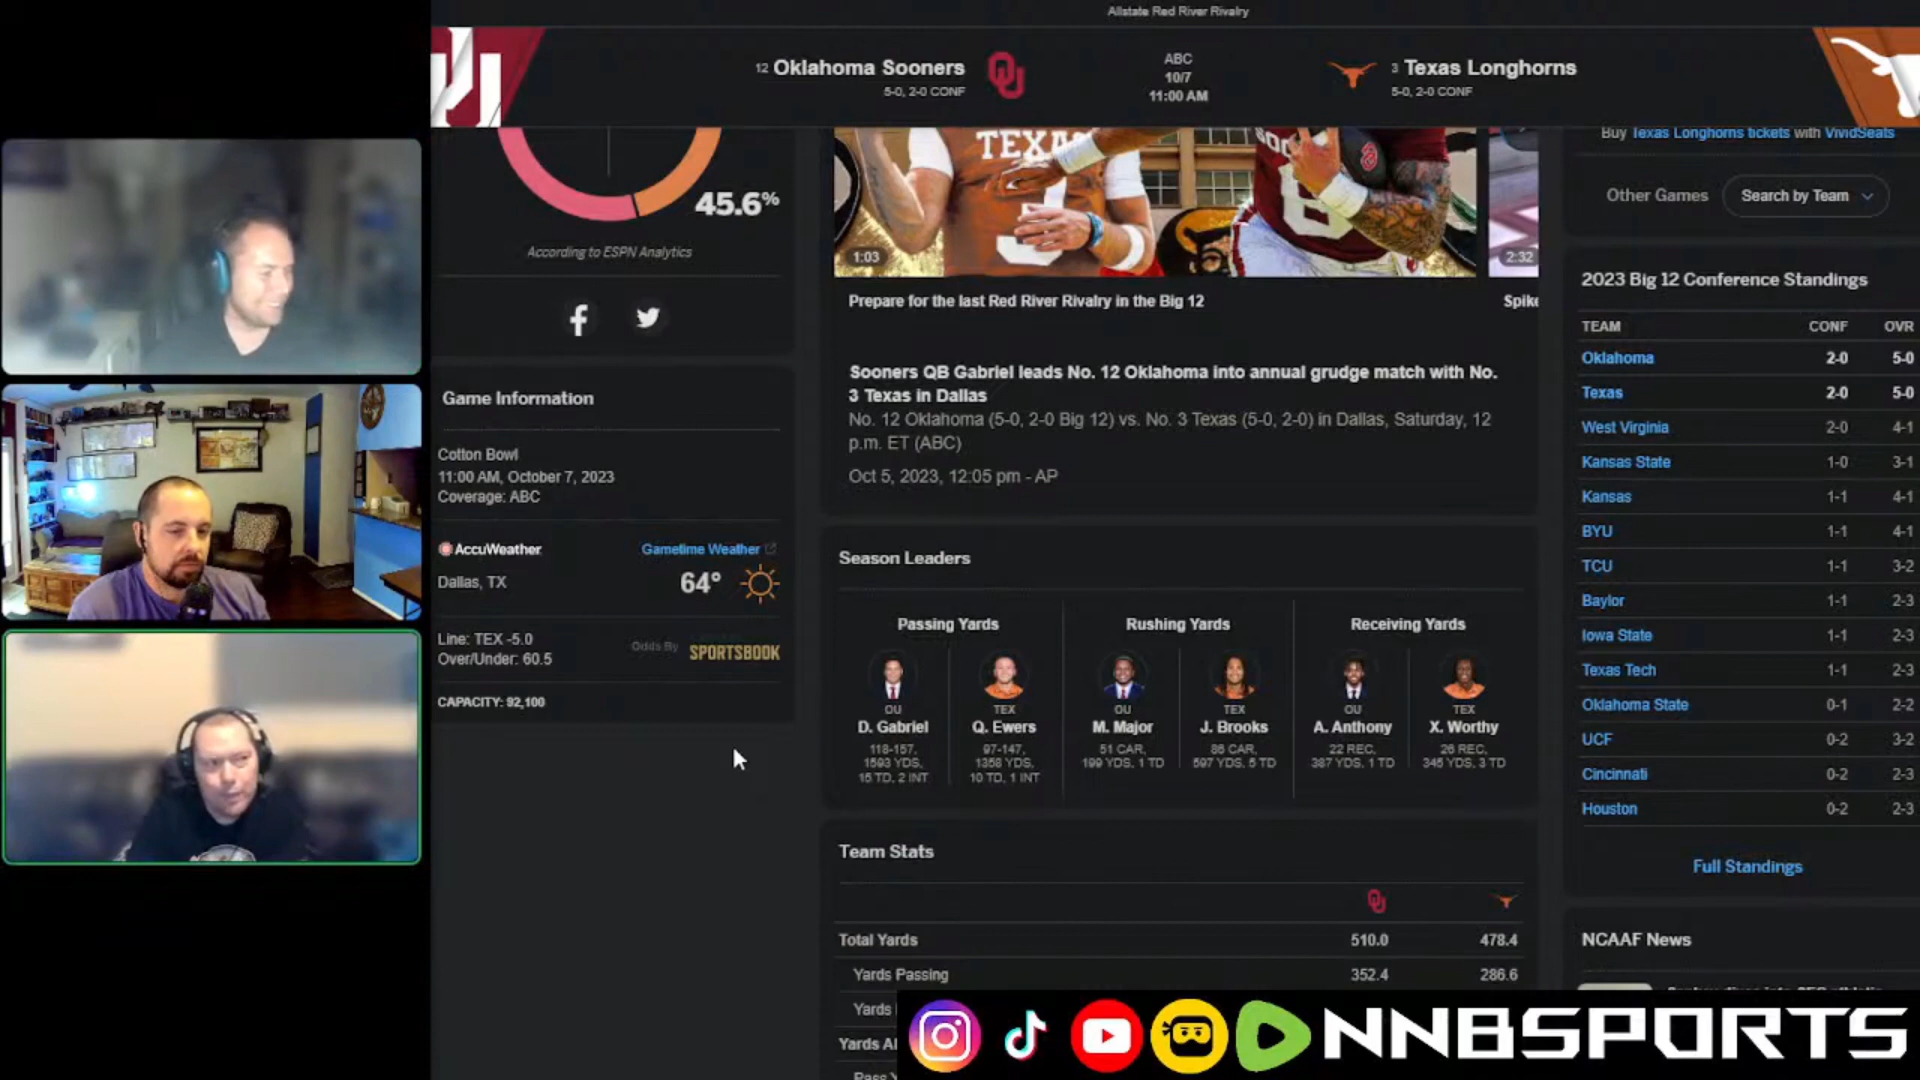 Allstate Red River Rivalry
12 Oklahoma Sooners
5-0, 2-0 CONF
ABC
10/7
11:00 AM
3 Texas Longhorns
5-0, 2-0 CONF
45.6%
According to ESPN Analytics
Game Information
Cotton Bowl
11:00 AM, October 7, 2023
Coverage: ABC
AccuWeather
Gametime Weather
Dallas, TX
64°
Line: TEX -5.0
Over/Under: 60.5
Odds By
SPORTSBOOK
CAPACITY: 92,100
TEXA
3
SOO
6
1:03
2:32
Prepare for the last Red River Rivalry in the Big 12
Spike
Sooners QB Gabriel leads No. 12 Oklahoma into annual grudge match with No.
3 Texas in Dallas
No. 12 Oklahoma (5-0, 2-0 Big 12) vs. No. 3 Texas (5-0, 2-0) in Dallas, Saturday, 12
p.m. ET (ABC)
Oct 5, 2023, 12:05 pm - AP
Season Leaders
Passing Yards
Rushing Yards
Receiving Yards
OU
D. Gabriel
118-157,
1593 YDS,
15 TD, 2 INT
TEX
Q. Ewers
97-147,
1358 YDS,
10 TD, 1 INT
OU
M. Major
51 CAR,
199 YDS, 1 TD
TEX
J. Brooks
86 CAR,
597 YDS, 5 TD
OU
A. Anthony
22 REC,
387 YDS, 1 TD
TEX
X. Worthy
26 REC,
345 YDS, 3 TD
Team Stats
Total Yards 510.0 478.4
Yards Passing 352.4 286.6
Yards
Yards Al
Buy Texas Longhorns tickets with VividSeats
Other Games
Search by Team
2023 Big 12 Conference Standings
TEAM CONF OVR
Oklahoma 2-0 5-0
Texas 2-0 5-0
West Virginia 2-0 4-1
Kansas State 1-0 3-1
Kansas 1-1 4-1
BYU 1-1 4-1
TCU 1-1 3-2
Baylor 1-1 2-3
Iowa State 1-1 2-3
Texas Tech 1-1 2-3
Oklahoma State 0-1 2-2
UCF 0-2 3-2
Cincinnati 0-2 2-3
Houston 0-2 2-3
Full Standings
NCAAF News
NNBSPORTS